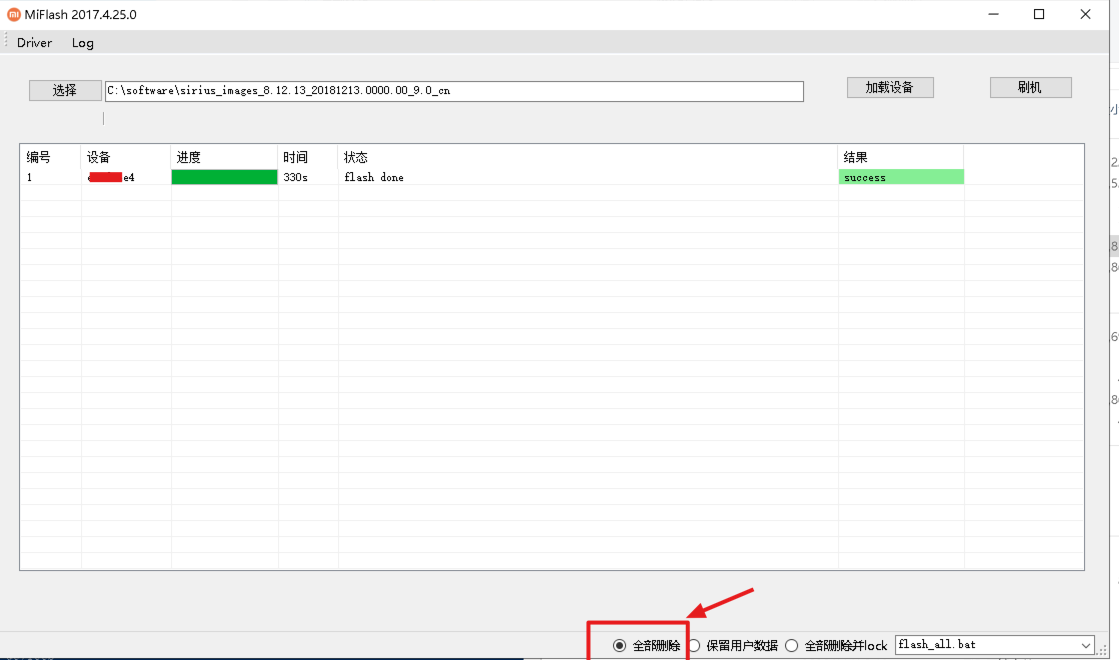 MiFlash 2017.4.25.0
Driver Log
选择 C:\software\sirius_images_8.12.13_20181213.0000.00_9.0_cn 加载设备 刷机
编号 设备 进度 时间 状态 结果
1 e4 330s flash done success
全部删除 保留用户数据 全部删除并lock flash_all.bat